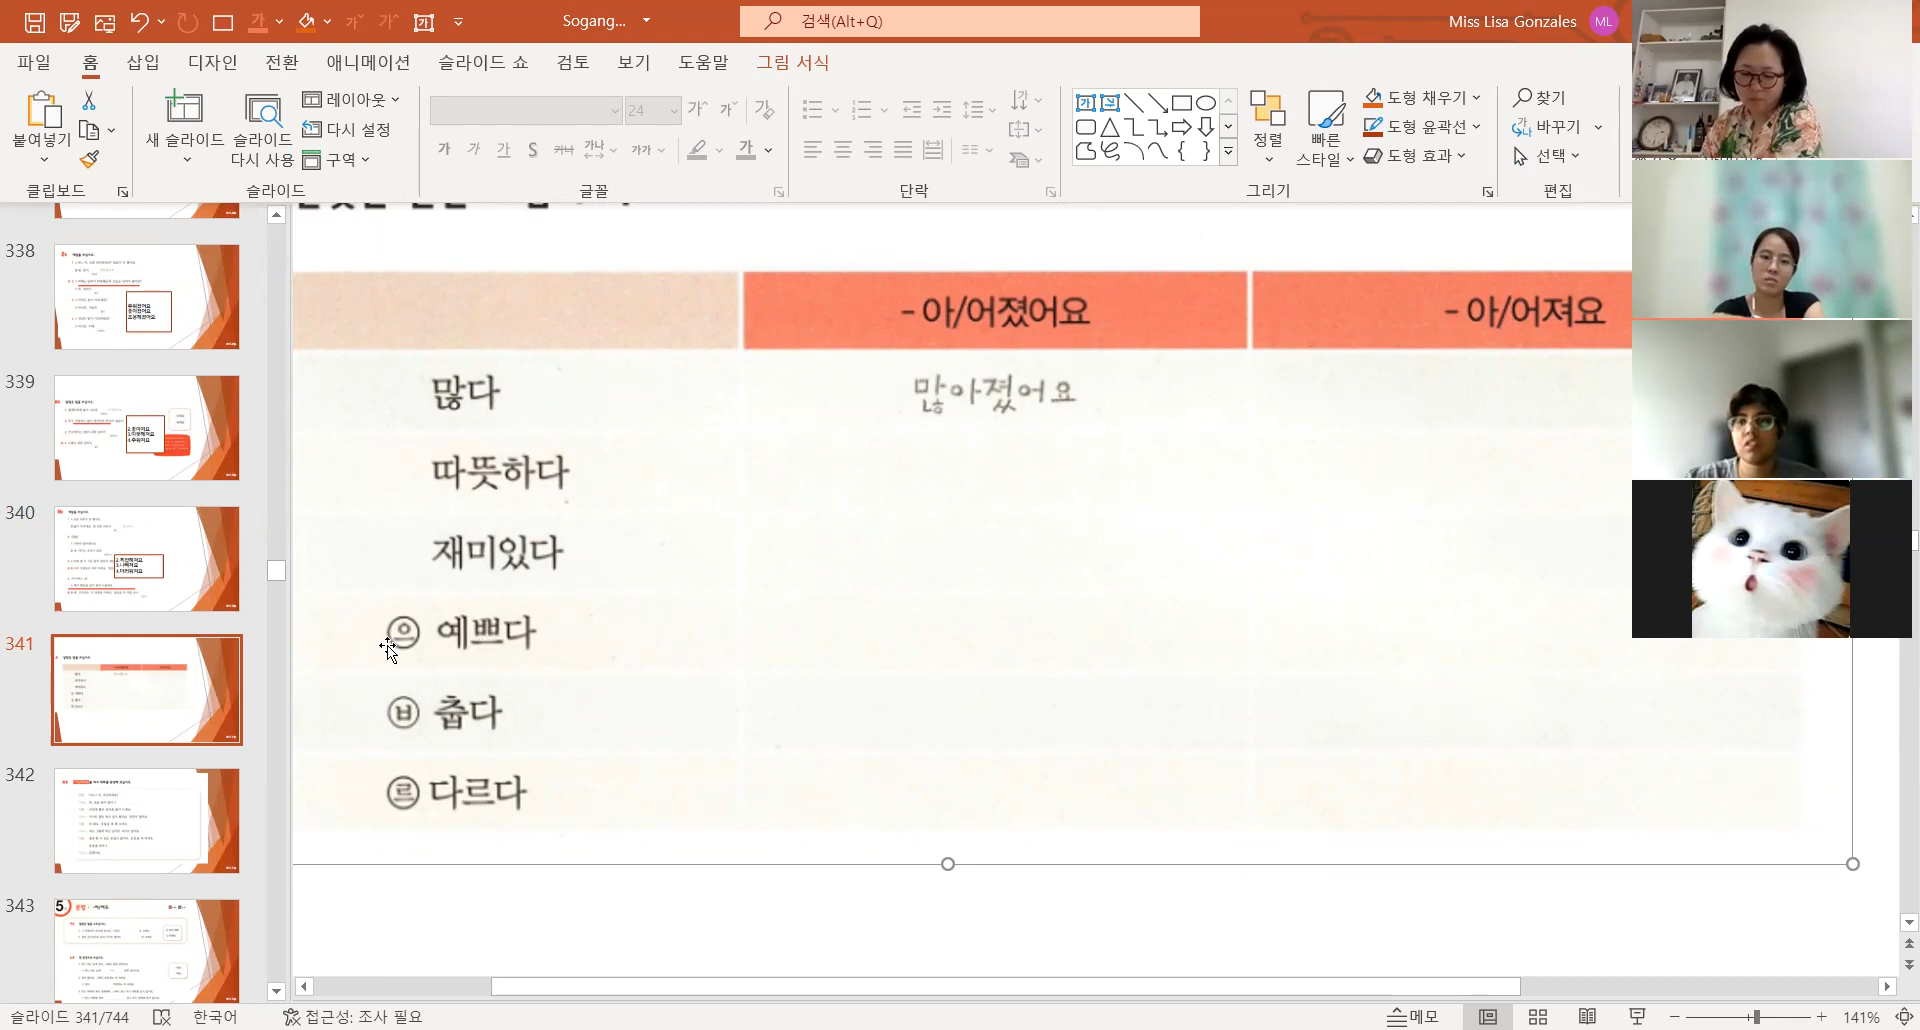 Sogang...
검색(Alt+Q)
Miss Lisa Gonzales
ML
파일 홈 삽입 디자인 전환 애니메이션 슬라이드 쇼 검토 보기 도움말 그림 서식
붙여넣기
새 슬라이드
슬라이드 다시 사용
레이아웃
다시 설정
구역
24
정렬
빠른 스타일
도형 채우기
도형 윤곽선
도형 효과
찾기
바꾸기
선택
클립보드
슬라이드
글꼴
단락
그리기
편집
338
339
340
341
342
343
- 아/어졌어요
- 아/어져요
많다
많아졌어요
따뜻하다
재미있다
으 예쁘다
ㅂ 춥다
르 다르다
슬라이드 341/744
한국어
접근성: 조사 필요
메모
141%